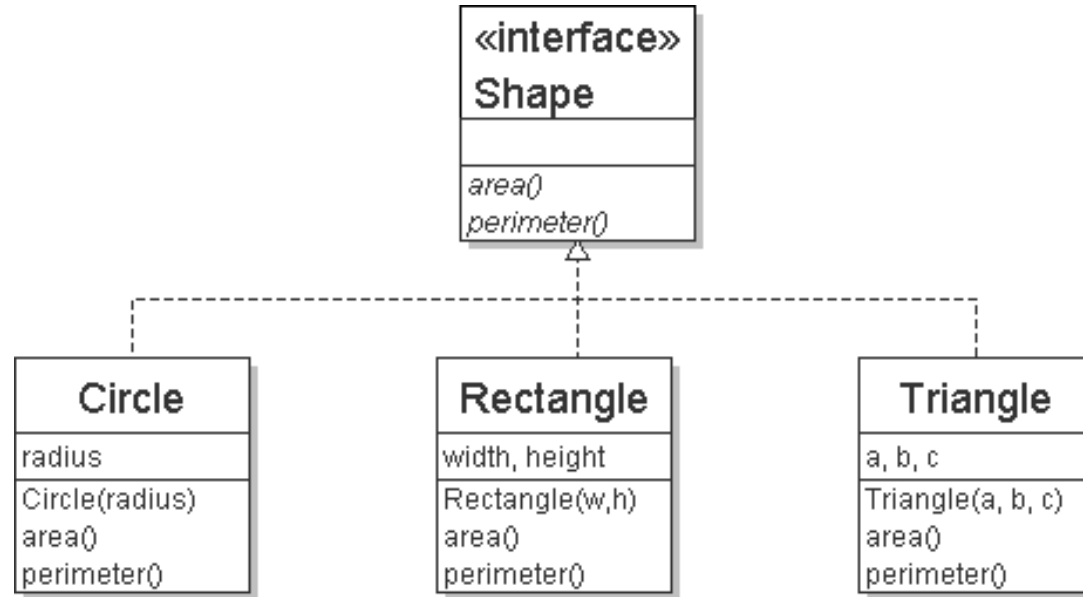 «interface»
Shape
area()
perimeter()
Circle
radius
Circle(radius)
area()
perimeter()
Rectangle
width, height
Rectangle(w,h)
area()
perimeter()
Triangle
a, b, c
Triangle(a, b, c)
area()
perimeter()